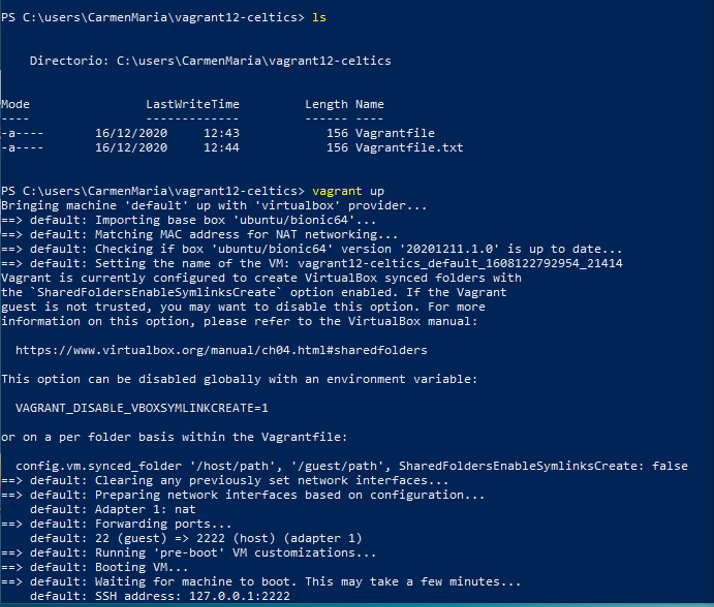 PS C:\users\CarmenMaria\vagrant12-celtics> ls
Directorio: C:\users\CarmenMaria\vagrant12-celtics
Mode LastWriteTime Length Name
---- ------------- ------ ----
-a---- 16/12/2020 12:43 156 Vagrantfile
-a---- 16/12/2020 12:44 156 Vagrantfile.txt
PS C:\users\CarmenMaria\vagrant12-celtics> vagrant up
Bringing machine 'default' up with 'virtualbox' provider...
==> default: Importing base box 'ubuntu/bionic64'...
==> default: Matching MAC address for NAT networking...
==> default: Checking if box 'ubuntu/bionic64' version '20201211.1.0' is up to date...
==> default: Setting the name of the VM: vagrant12-celtics_default_1608122792954_21414
Vagrant is currently configured to create VirtualBox synced folders with
the `SharedFoldersEnableSymlinksCreate` option enabled. If the Vagrant
guest is not trusted, you may want to disable this option. For more
information on this option, please refer to the VirtualBox manual:
https://www.virtualbox.org/manual/ch04.html#sharedfolders
This option can be disabled globally with an environment variable:
VAGRANT_DISABLE_VBOXSYMLINKCREATE=1
or on a per folder basis within the Vagrantfile:
config.vm.synced_folder '/host/path', '/guest/path', SharedFoldersEnableSymlinksCreate: false
==> default: Clearing any previously set network interfaces...
==> default: Preparing network interfaces based on configuration...
default: Adapter 1: nat
==> default: Forwarding ports...
default: 22 (guest) => 2222 (host) (adapter 1)
==> default: Running 'pre-boot' VM customizations...
==> default: Booting VM...
==> default: Waiting for machine to boot. This may take a few minutes...
default: SSH address: 127.0.0.1:2222